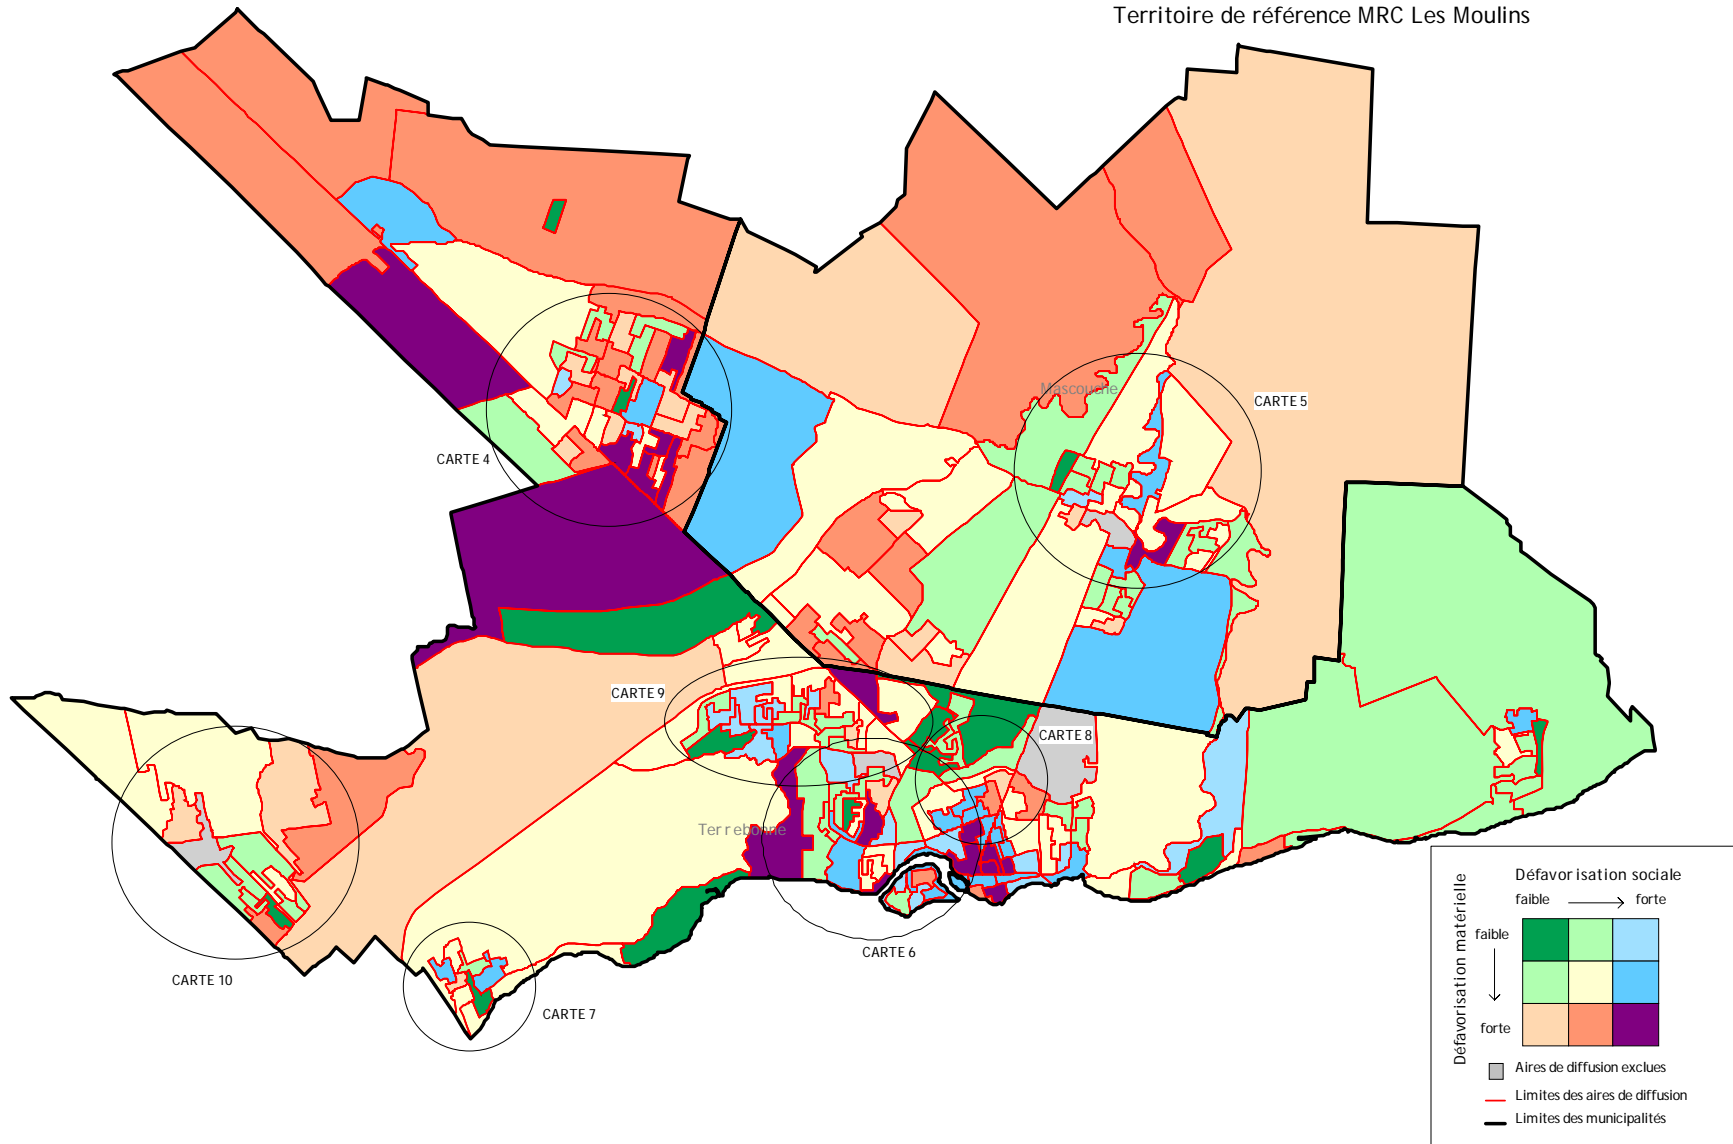 Territoire de référence MRC Les Moulins
Mascouche
CARTE 5
CARTE 4
CARTE 9
CARTE 8
Terrebonne
CARTE 6
CARTE 10
CARTE 7
Défavorisation sociale
faible
forte
Défavorisation matérielle
faible
forte
Aires de diffusion exclues
Limites des aires de diffusion
Limites des municipalités